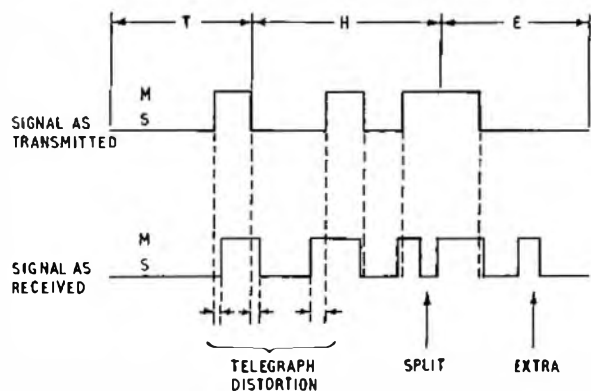 T H E
M
S
SIGNAL AS
TRANSMITTED
M
S
SIGNAL AS
RECEIVED
TELEGRAPH
DISTORTION
SPLIT
EXTRA